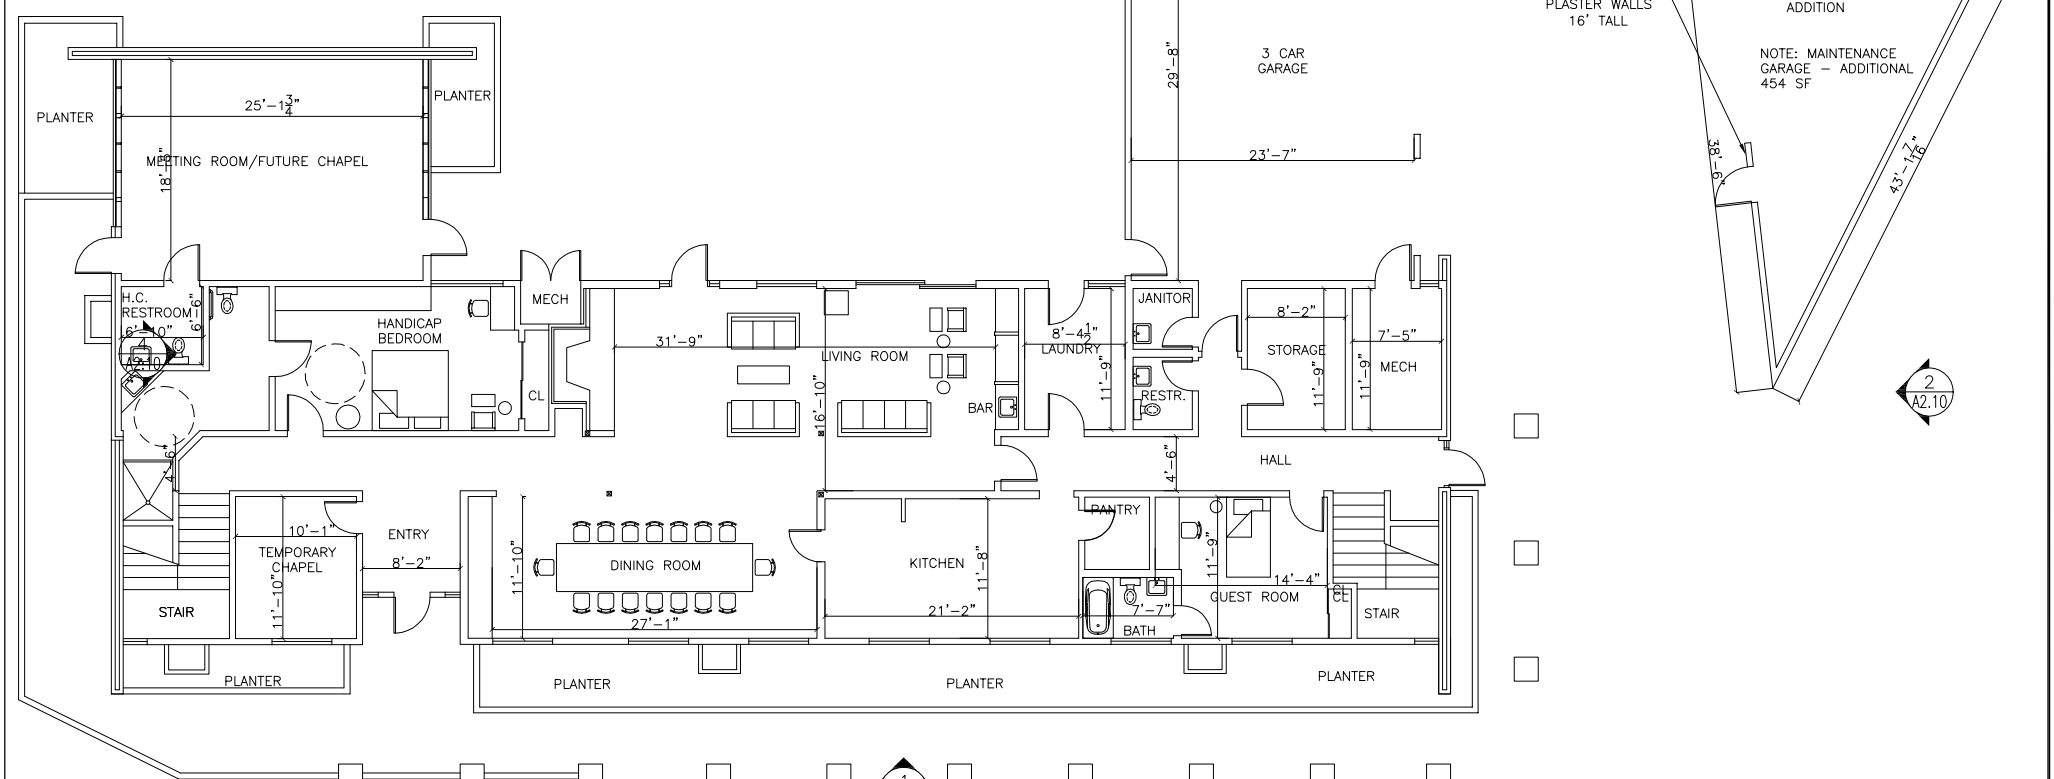 PLASTER WALLS
16' TALL
ADDITION
NOTE: MAINTENANCE
GARAGE – ADDITIONAL
454 SF
3 CAR
GARAGE
29'–8"
23'–7"
38'–6"
43'–1 7/16"
PLANTER
PLANTER
25'–1 3/4"
MEETING ROOM/FUTURE CHAPEL
18'–6"
H.C.
RESTROOM
6'–10"
6'–6"
4
A2.10
HANDICAP
BEDROOM
CL
MECH
31'–9"
LIVING ROOM
16'–10"
BAR
8'–4 1/2"
LAUNDRY
11'–9"
JANITOR
RESTR.
8'–2"
STORAGE
11'–9"
7'–5"
MECH
11'–9"
2
A2.10
4'–6"
4'–6"
HALL
ENTRY
8'–2"
10'–1"
TEMPORARY
CHAPEL
11'–10"
STAIR
11'–10"
DINING ROOM
27'–1"
KITCHEN
11'–8"
21'–2"
PANTRY
7'–7"
BATH
11'–9"
14'–4"
GUEST ROOM
CL
STAIR
PLANTER
PLANTER
PLANTER
PLANTER
1